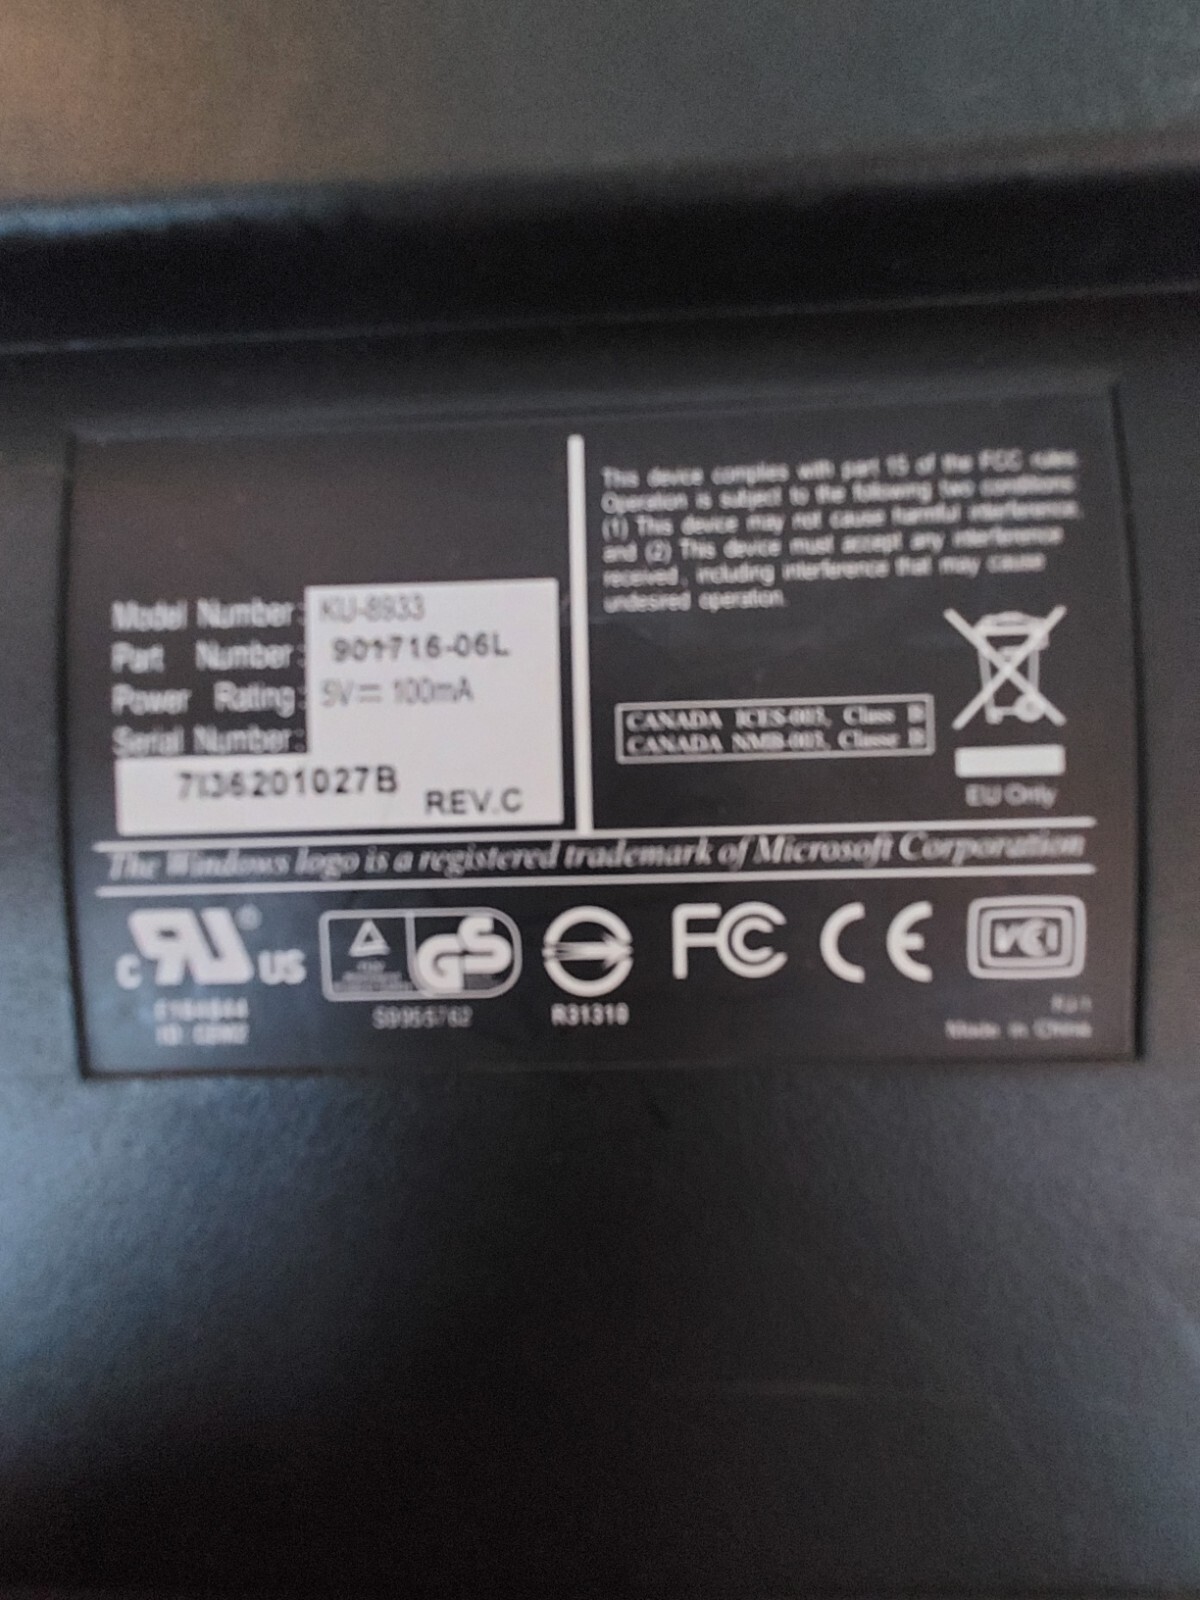 Model Number: KU-8933
Part Number: 901716-06L
Power Rating: 5V⎓ 100mA
Serial Number:
7136201027B
REV.C
This device complies with part 15 of the FCC rules.
Operation is subject to the following two conditions:
(1) This device may not cause harmful interference,
and (2) This device must accept any interference
received, including interference that may cause
undesired operation.
CANADA ICES-003, Class B
CANADA NMB-003, Classe B
EU Only
The Windows logo is a registered trademark of Microsoft Corporation
c RU ® US
GS
FC CE VCI
R31310
Made in China